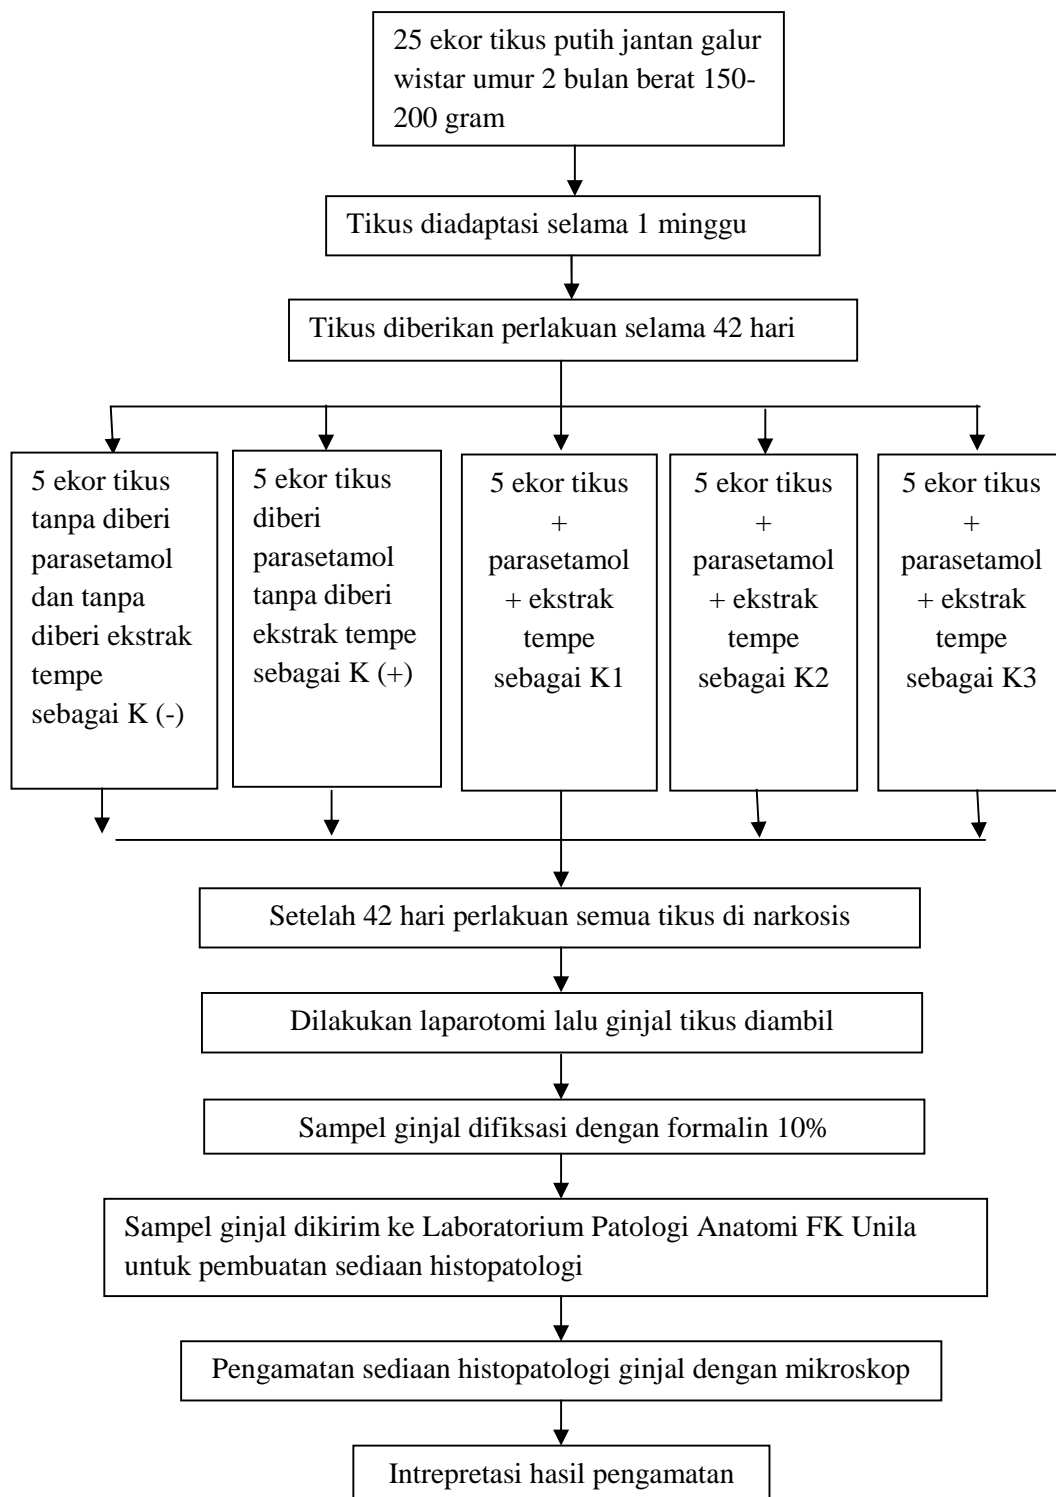 25 ekor tikus putih jantan galur
wistar umur 2 bulan berat 150-
200 gram
Tikus diadaptasi selama 1 minggu
Tikus diberikan perlakuan selama 42 hari
5 ekor tikus
tanpa diberi
parasetamol
dan tanpa
diberi ekstrak
tempe
sebagai K (-)
5 ekor tikus
diberi
parasetamol
tanpa diberi
ekstrak tempe
sebagai K (+)
5 ekor tikus
+
parasetamol
+ ekstrak
tempe
sebagai K1
5 ekor tikus
+
parasetamol
+ ekstrak
tempe
sebagai K2
5 ekor tikus
+
parasetamol
+ ekstrak
tempe
sebagai K3
Setelah 42 hari perlakuan semua tikus di narkosis
Dilakukan laparotomi lalu ginjal tikus diambil
Sampel ginjal difiksasi dengan formalin 10%
Sampel ginjal dikirim ke Laboratorium Patologi Anatomi FK Unila
untuk pembuatan sediaan histopatologi
Pengamatan sediaan histopatologi ginjal dengan mikroskop
Intrepretasi hasil pengamatan